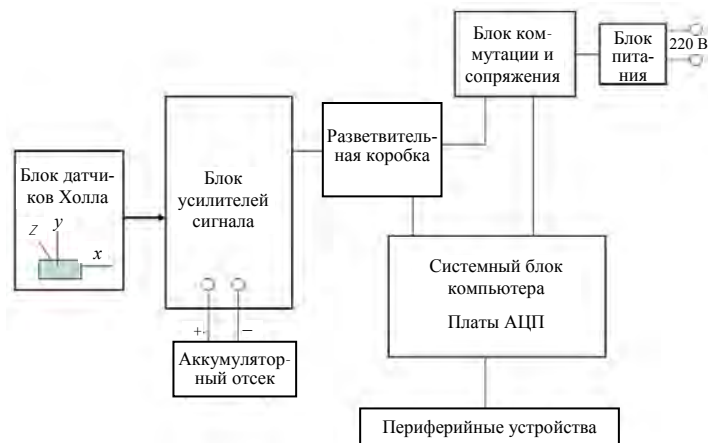 Блок датчи-
ков Холла
y
Z
x
Блок
усилителей
сигнала
+
−
Аккумулятор-
ный отсек
Разветвитель-
ная коробка
Блок ком-
мутации и
сопряжения
Блок
пита-
ния
220 В
Системный блок
компьютера
Платы АЦП
Периферийные устройства